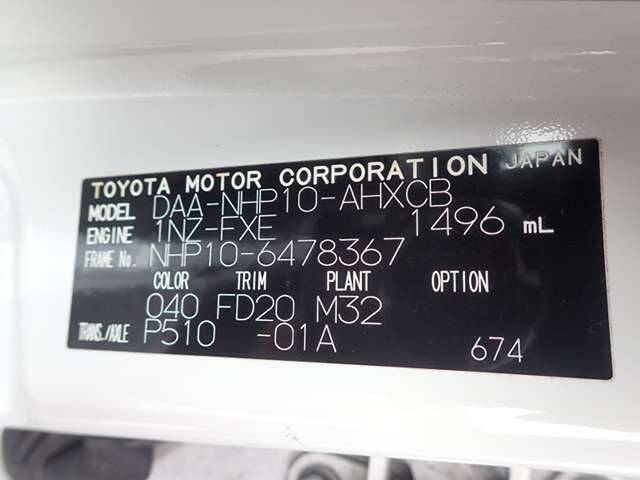 TOYOTA MOTOR CORPORATION JAPAN
MODEL DAA-NHP10-AHXCB
ENGINE 1NZ-FXE 1496 mL
FRAME No. NHP10-6478367
COLOR TRIM PLANT OPTION
040 FD20 M32
TRANS./AXLE P510 -01A
674